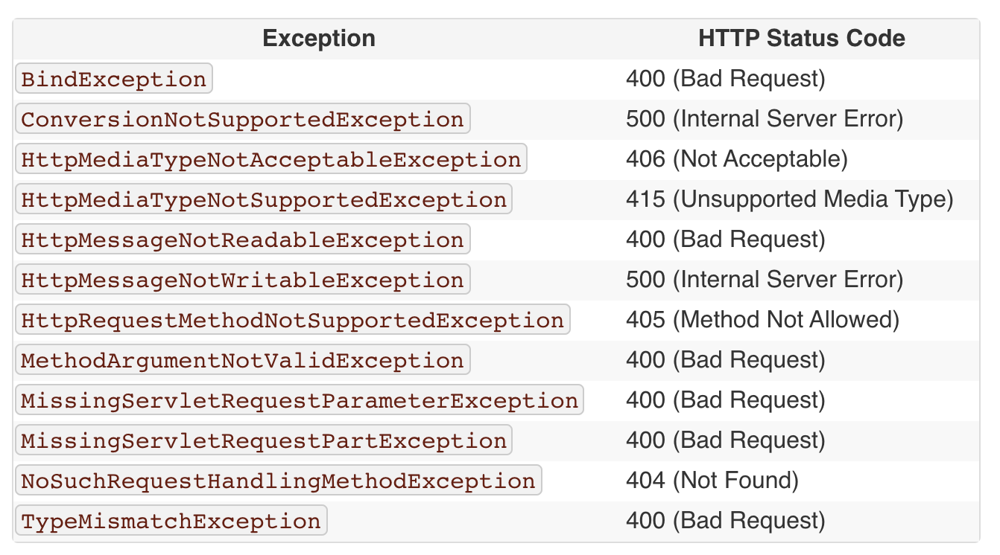 Exception HTTP Status Code
BindException 400 (Bad Request)
ConversionNotSupportedException 500 (Internal Server Error)
HttpMediaTypeNotAcceptableException 406 (Not Acceptable)
HttpMediaTypeNotSupportedException 415 (Unsupported Media Type)
HttpMessageNotReadableException 400 (Bad Request)
HttpMessageNotWritableException 500 (Internal Server Error)
HttpRequestMethodNotSupportedException 405 (Method Not Allowed)
MethodArgumentNotValidException 400 (Bad Request)
MissingServletRequestParameterException 400 (Bad Request)
MissingServletRequestPartException 400 (Bad Request)
NoSuchRequestHandlingMethodException 404 (Not Found)
TypeMismatchException 400 (Bad Request)